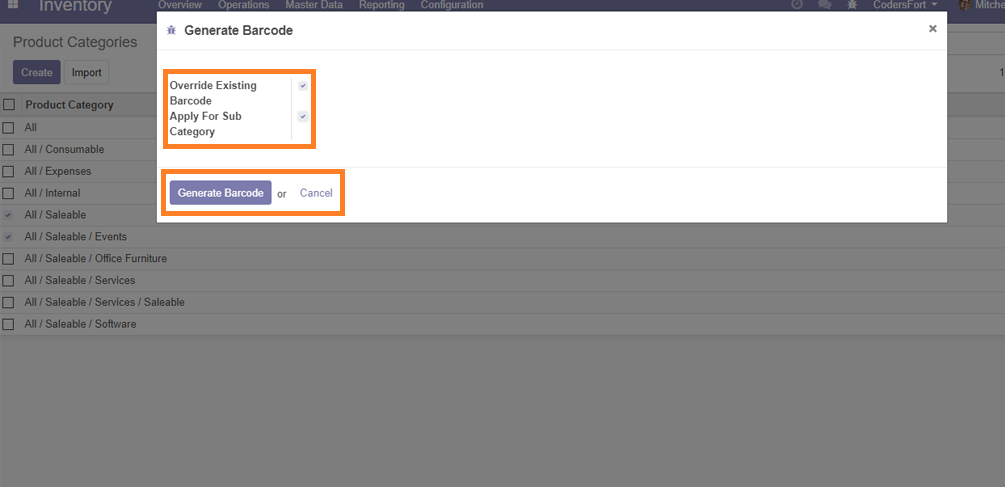 Inventory Overview Operations Master Data Reporting Configuration CodersFort
Product Categories
Create Import
Generate Barcode ×
Override Existing
Barcode
Apply For Sub
Category
Generate Barcode or Cancel
Product Category
All
All / Consumable
All / Expenses
All / Internal
All / Saleable
All / Saleable / Events
All / Saleable / Office Furniture
All / Saleable / Services
All / Saleable / Services / Saleable
All / Saleable / Software